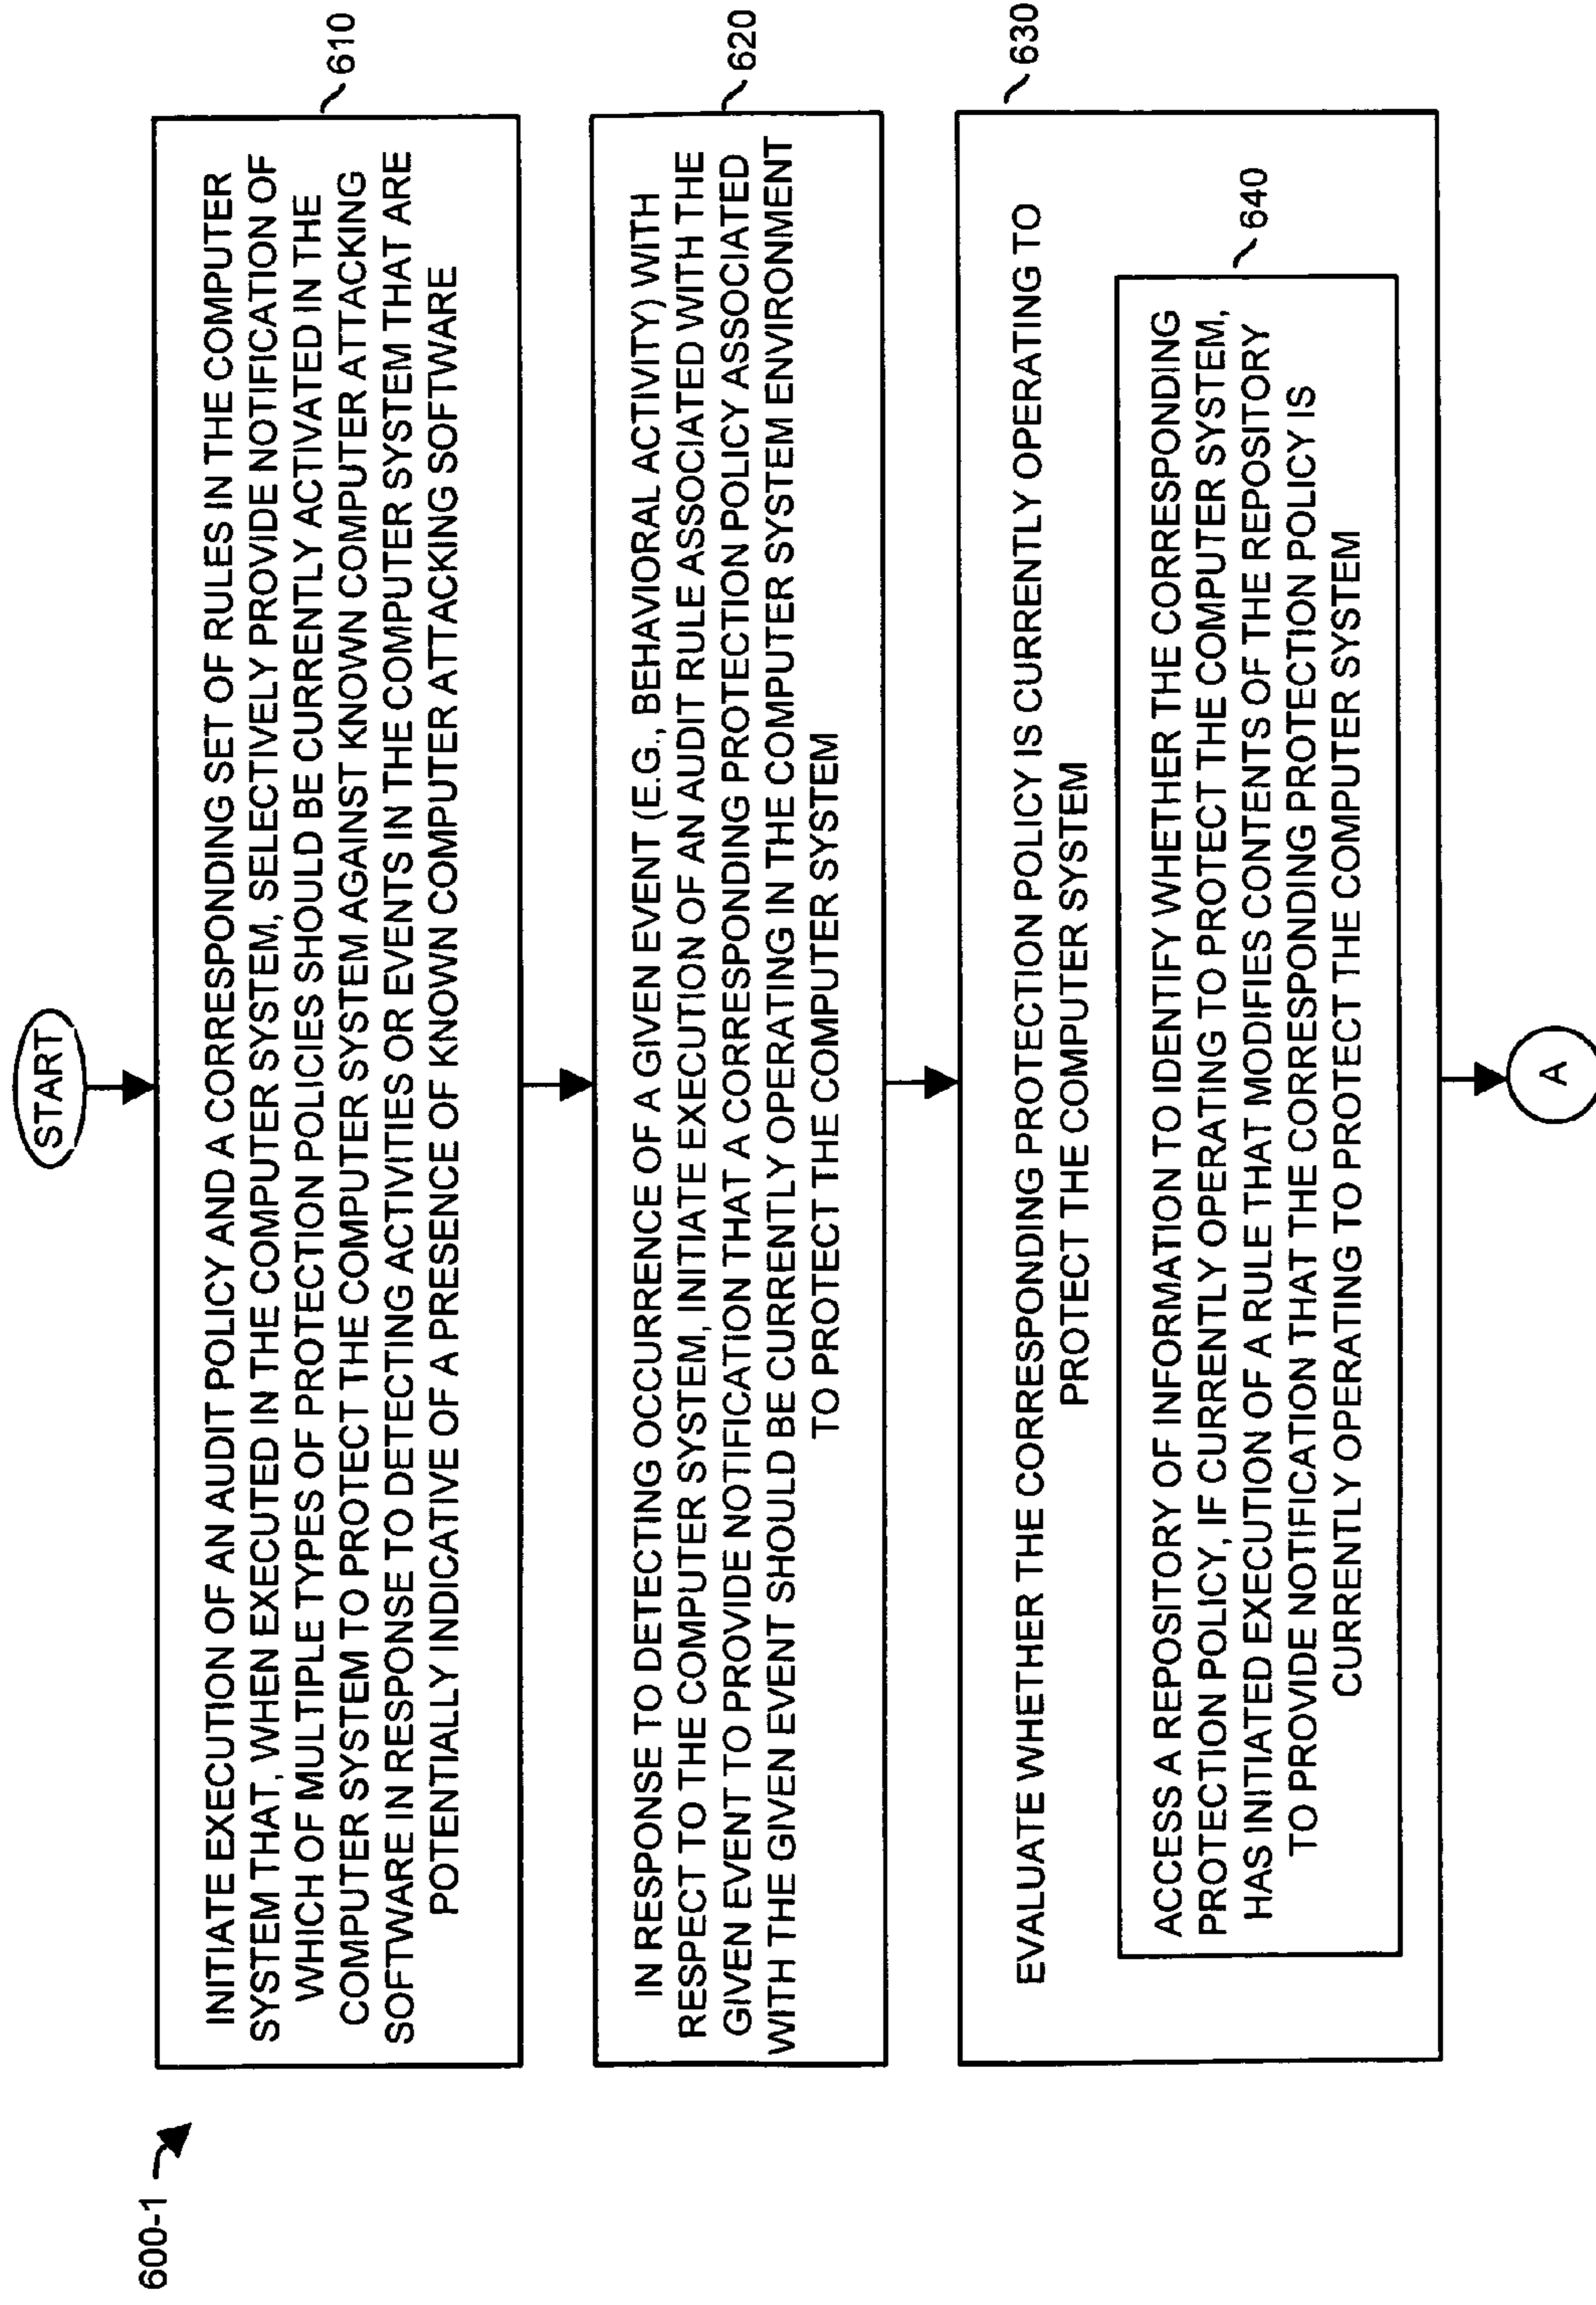 600-1
START
INITIATE EXECUTION OF AN AUDIT POLICY AND A CORRESPONDING SET OF RULES IN THE COMPUTER
SYSTEM THAT, WHEN EXECUTED IN THE COMPUTER SYSTEM, SELECTIVELY PROVIDE NOTIFICATION OF
WHICH OF MULTIPLE TYPES OF PROTECTION POLICIES SHOULD BE CURRENTLY ACTIVATED IN THE
COMPUTER SYSTEM TO PROTECT THE COMPUTER SYSTEM AGAINST KNOWN COMPUTER ATTACKING
SOFTWARE IN RESPONSE TO DETECTING ACTIVITIES OR EVENTS IN THE COMPUTER SYSTEM THAT ARE
POTENTIALLY INDICATIVE OF A PRESENCE OF KNOWN COMPUTER ATTACKING SOFTWARE
610
IN RESPONSE TO DETECTING OCCURRENCE OF A GIVEN EVENT (E.G., BEHAVIORAL ACTIVITY) WITH
RESPECT TO THE COMPUTER SYSTEM, INITIATE EXECUTION OF AN AUDIT RULE ASSOCIATED WITH THE
GIVEN EVENT TO PROVIDE NOTIFICATION THAT A CORRESPONDING PROTECTION POLICY ASSOCIATED
WITH THE GIVEN EVENT SHOULD BE CURRENTLY OPERATING IN THE COMPUTER SYSTEM ENVIRONMENT
TO PROTECT THE COMPUTER SYSTEM
620
EVALUATE WHETHER THE CORRESPONDING PROTECTION POLICY IS CURRENTLY OPERATING TO
PROTECT THE COMPUTER SYSTEM
630
ACCESS A REPOSITORY OF INFORMATION TO IDENTIFY WHETHER THE CORRESPONDING
PROTECTION POLICY, IF CURRENTLY OPERATING TO PROTECT THE COMPUTER SYSTEM,
HAS INITIATED EXECUTION OF A RULE THAT MODIFIES CONTENTS OF THE REPOSITORY
TO PROVIDE NOTIFICATION THAT THE CORRESPONDING PROTECTION POLICY IS
CURRENTLY OPERATING TO PROTECT THE COMPUTER SYSTEM
640
A